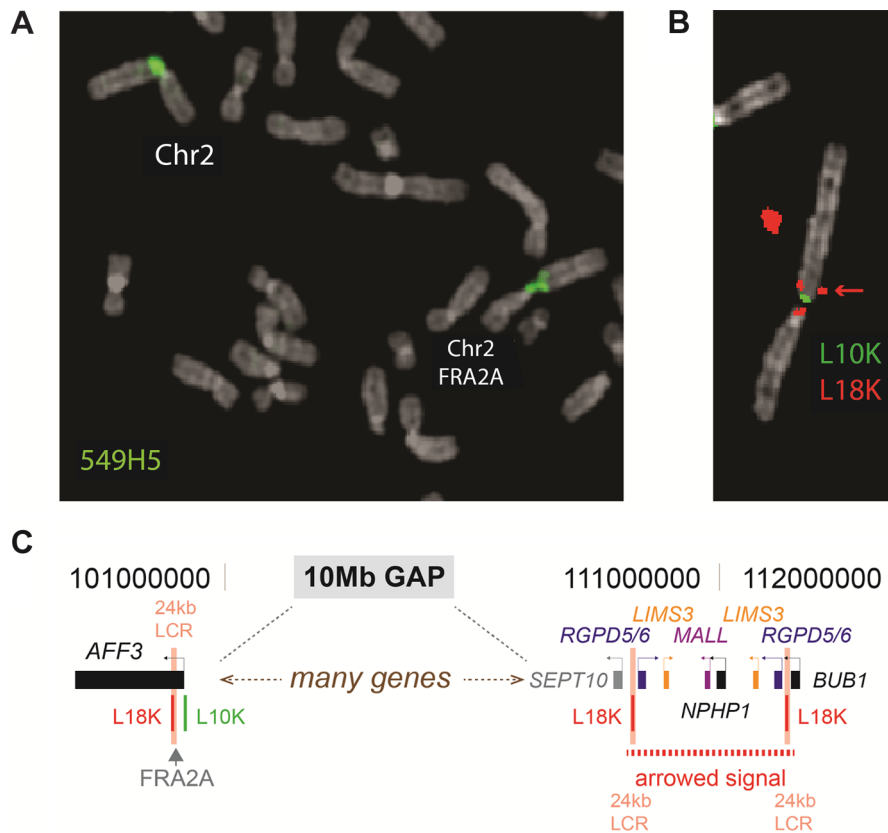 A
B
Chr2
Chr2
FRA2A
549H5
L10K
L18K
C
101000000
10Mb GAP
111000000
112000000
24kb
LCR
LIMS3
LIMS3
RGPD5/6
MALL
RGPD5/6
AFF3
many genes
SEPT10
BUB1
L18K
L10K
L18K
NPHP1
L18K
FRA2A
arrowed signal
24kb
LCR
24kb
LCR